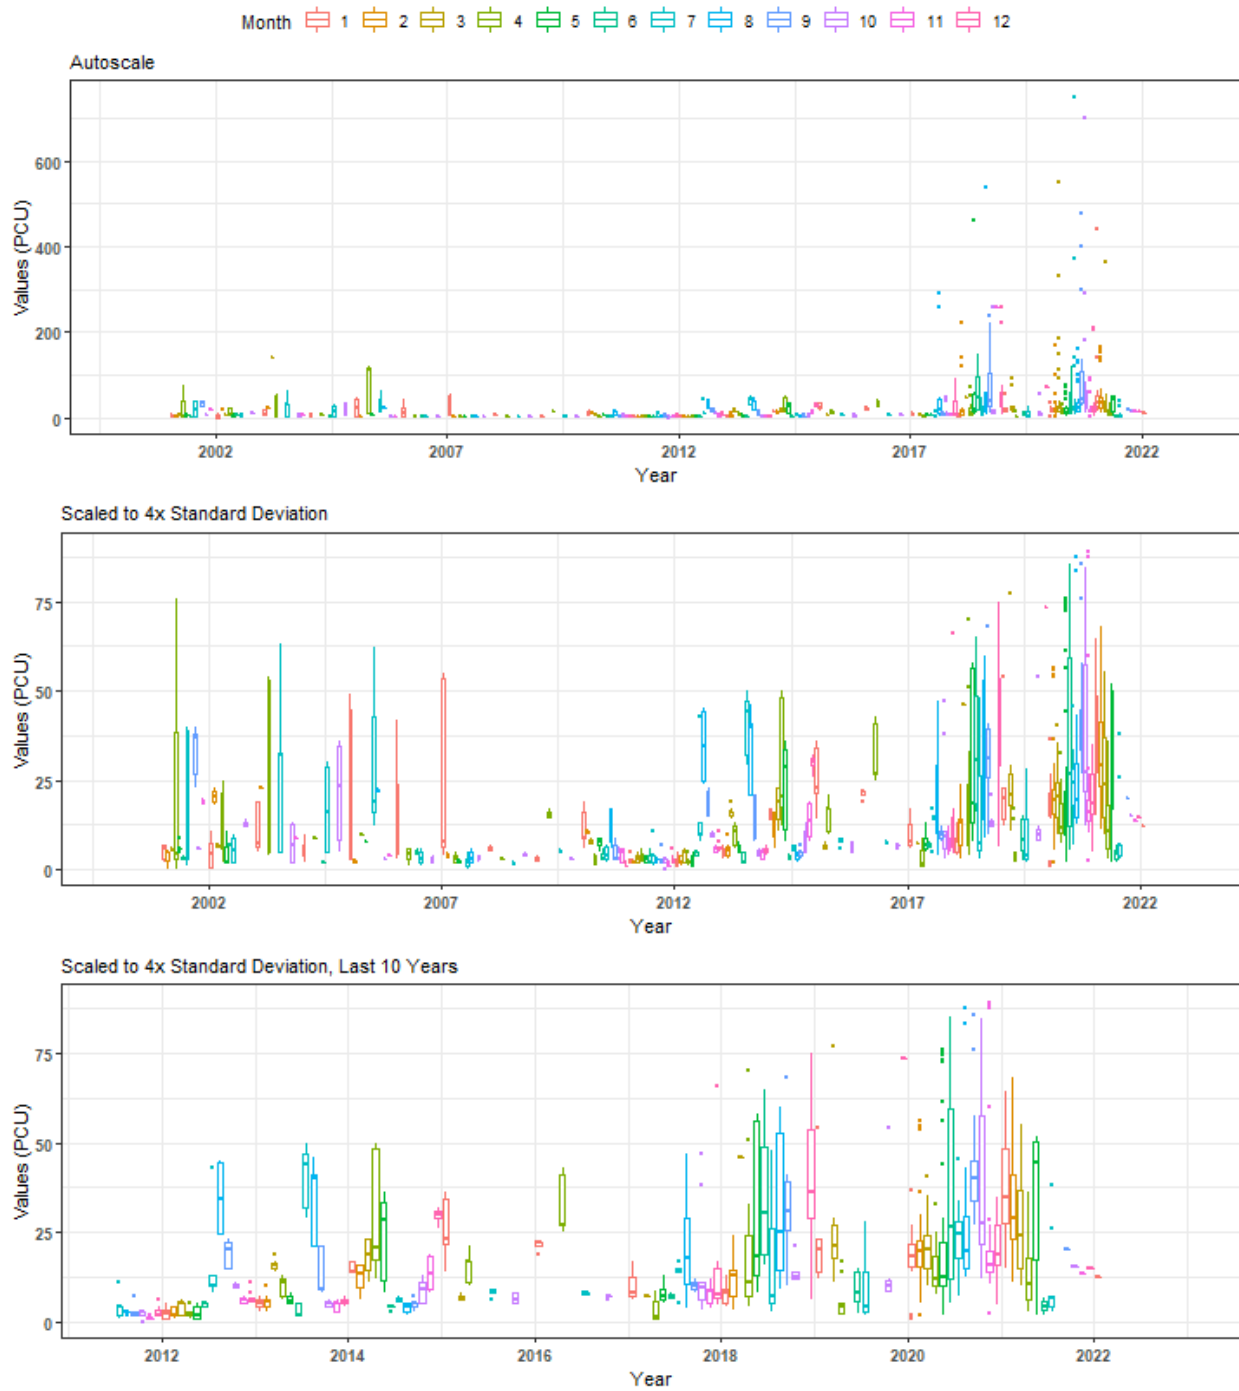 Month 1 2 3 4 5 6 7 8 9 10 11 12
Autoscale
Values (PCU)
600
400
200
0
2002 2007 2012 2017 2022
Year
Scaled to 4x Standard Deviation
Values (PCU)
75
50
25
0
2002 2007 2012 2017 2022
Year
Scaled to 4x Standard Deviation, Last 10 Years
Values (PCU)
75
50
25
0
2012 2014 2016 2018 2020 2022
Year